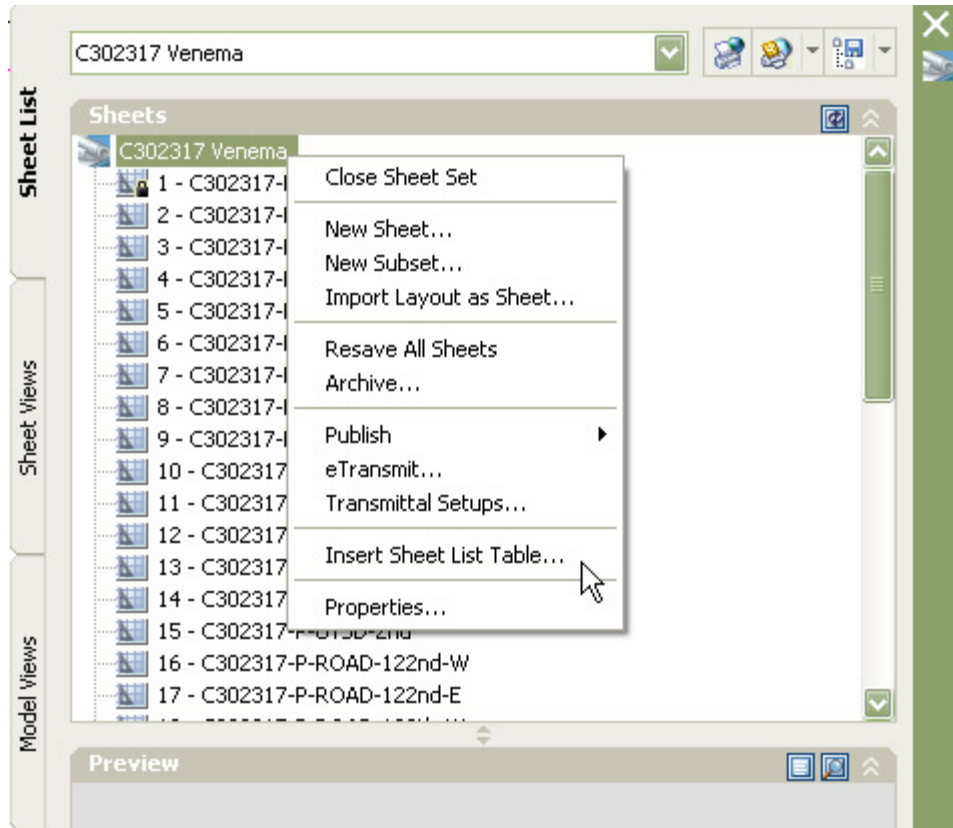 C302317 Venema
Sheet List
Sheets
C302317 Venema
1 - C302317-
2 - C302317-
3 - C302317-
4 - C302317-
5 - C302317-
6 - C302317-
7 - C302317-
8 - C302317-
9 - C302317-
10 - C302317
11 - C302317
12 - C302317
13 - C302317
14 - C302317
15 - C302317-
16 - C302317-P-ROAD-122nd-W
17 - C302317-P-ROAD-122nd-E
Close Sheet Set
New Sheet...
New Subset...
Import Layout as Sheet...
Resave All Sheets
Archive...
Publish
eTransmit...
Transmittal Setups...
Insert Sheet List Table...
Properties...
Sheet Views
Model Views
Preview